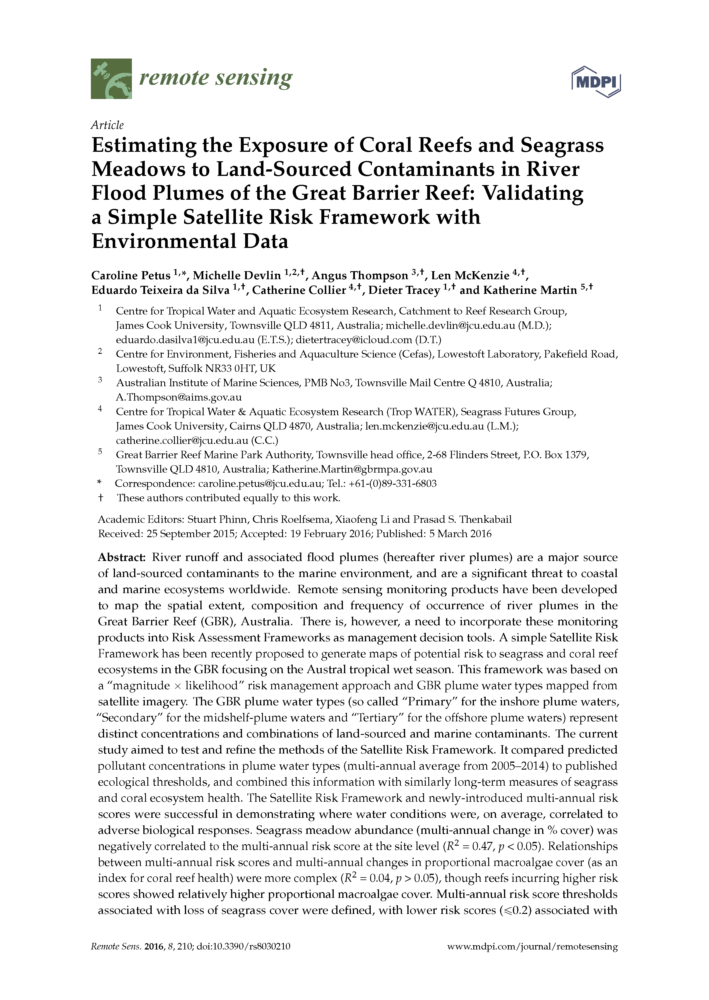 remote sensing
MDPI
Article
Estimating the Exposure of Coral Reefs and Seagrass
Meadows to Land-Sourced Contaminants in River
Flood Plumes of the Great Barrier Reef: Validating
a Simple Satellite Risk Framework with
Environmental Data
Caroline Petus 1,*, Michelle Devlin 1,2,†, Angus Thompson 3,†, Len McKenzie 4,†,
Eduardo Teixeira da Silva 1,†, Catherine Collier 4,†, Dieter Tracey 1,† and Katherine Martin 5,†
1 Centre for Tropical Water and Aquatic Ecosystem Research, Catchment to Reef Research Group,
James Cook University, Townsville QLD 4811, Australia; michelle.devlin@jcu.edu.au (M.D.);
eduardo.dasilva1@jcu.edu.au (E.T.S.); dietertracey@icloud.com (D.T.)
2 Centre for Environment, Fisheries and Aquaculture Science (Cefas), Lowestoft Laboratory, Pakefield Road,
Lowestoft, Suffolk NR33 0HT, UK
3 Australian Institute of Marine Sciences, PMB No3, Townsville Mail Centre Q 4810, Australia;
A.Thompson@aims.gov.au
4 Centre for Tropical Water & Aquatic Ecosystem Research (Trop WATER), Seagrass Futures Group,
James Cook University, Cairns QLD 4870, Australia; len.mckenzie@jcu.edu.au (L.M.);
catherine.collier@jcu.edu.au (C.C.)
5 Great Barrier Reef Marine Park Authority, Townsville head office, 2-68 Flinders Street, P.O. Box 1379,
Townsville QLD 4810, Australia; Katherine.Martin@gbrmpa.gov.au
* Correspondence: caroline.petus@jcu.edu.au; Tel.: +61-(0)89-331-6803
† These authors contributed equally to this work.
Academic Editors: Stuart Phinn, Chris Roelfsema, Xiaofeng Li and Prasad S. Thenkabail
Received: 25 September 2015; Accepted: 19 February 2016; Published: 5 March 2016
Abstract: River runoff and associated flood plumes (hereafter river plumes) are a major source
of land-sourced contaminants to the marine environment, and are a significant threat to coastal
and marine ecosystems worldwide. Remote sensing monitoring products have been developed
to map the spatial extent, composition and frequency of occurrence of river plumes in the
Great Barrier Reef (GBR), Australia. There is, however, a need to incorporate these monitoring
products into Risk Assessment Frameworks as management decision tools. A simple Satellite Risk
Framework has been recently proposed to generate maps of potential risk to seagrass and coral reef
ecosystems in the GBR focusing on the Austral tropical wet season. This framework was based on
a “magnitude × likelihood” risk management approach and GBR plume water types mapped from
satellite imagery. The GBR plume water types (so called “Primary” for the inshore plume waters,
“Secondary” for the midshelf-plume waters and “Tertiary” for the offshore plume waters) represent
distinct concentrations and combinations of land-sourced and marine contaminants. The current
study aimed to test and refine the methods of the Satellite Risk Framework. It compared predicted
pollutant concentrations in plume water types (multi-annual average from 2005–2014) to published
ecological thresholds, and combined this information with similarly long-term measures of seagrass
and coral ecosystem health. The Satellite Risk Framework and newly-introduced multi-annual risk
scores were successful in demonstrating where water conditions were, on average, correlated to
adverse biological responses. Seagrass meadow abundance (multi-annual change in % cover) was
negatively correlated to the multi-annual risk score at the site level (R² = 0.47, p < 0.05). Relationships
between multi-annual risk scores and multi-annual changes in proportional macroalgae cover (as an
index for coral reef health) were more complex (R² = 0.04, p > 0.05), though reefs incurring higher risk
scores showed relatively higher proportional macroalgae cover. Multi-annual risk score thresholds
associated with loss of seagrass cover were defined, with lower risk scores (⩽0.2) associated with
Remote Sens. 2016, 8, 210; doi:10.3390/rs8030210
www.mdpi.com/journal/remotesensing